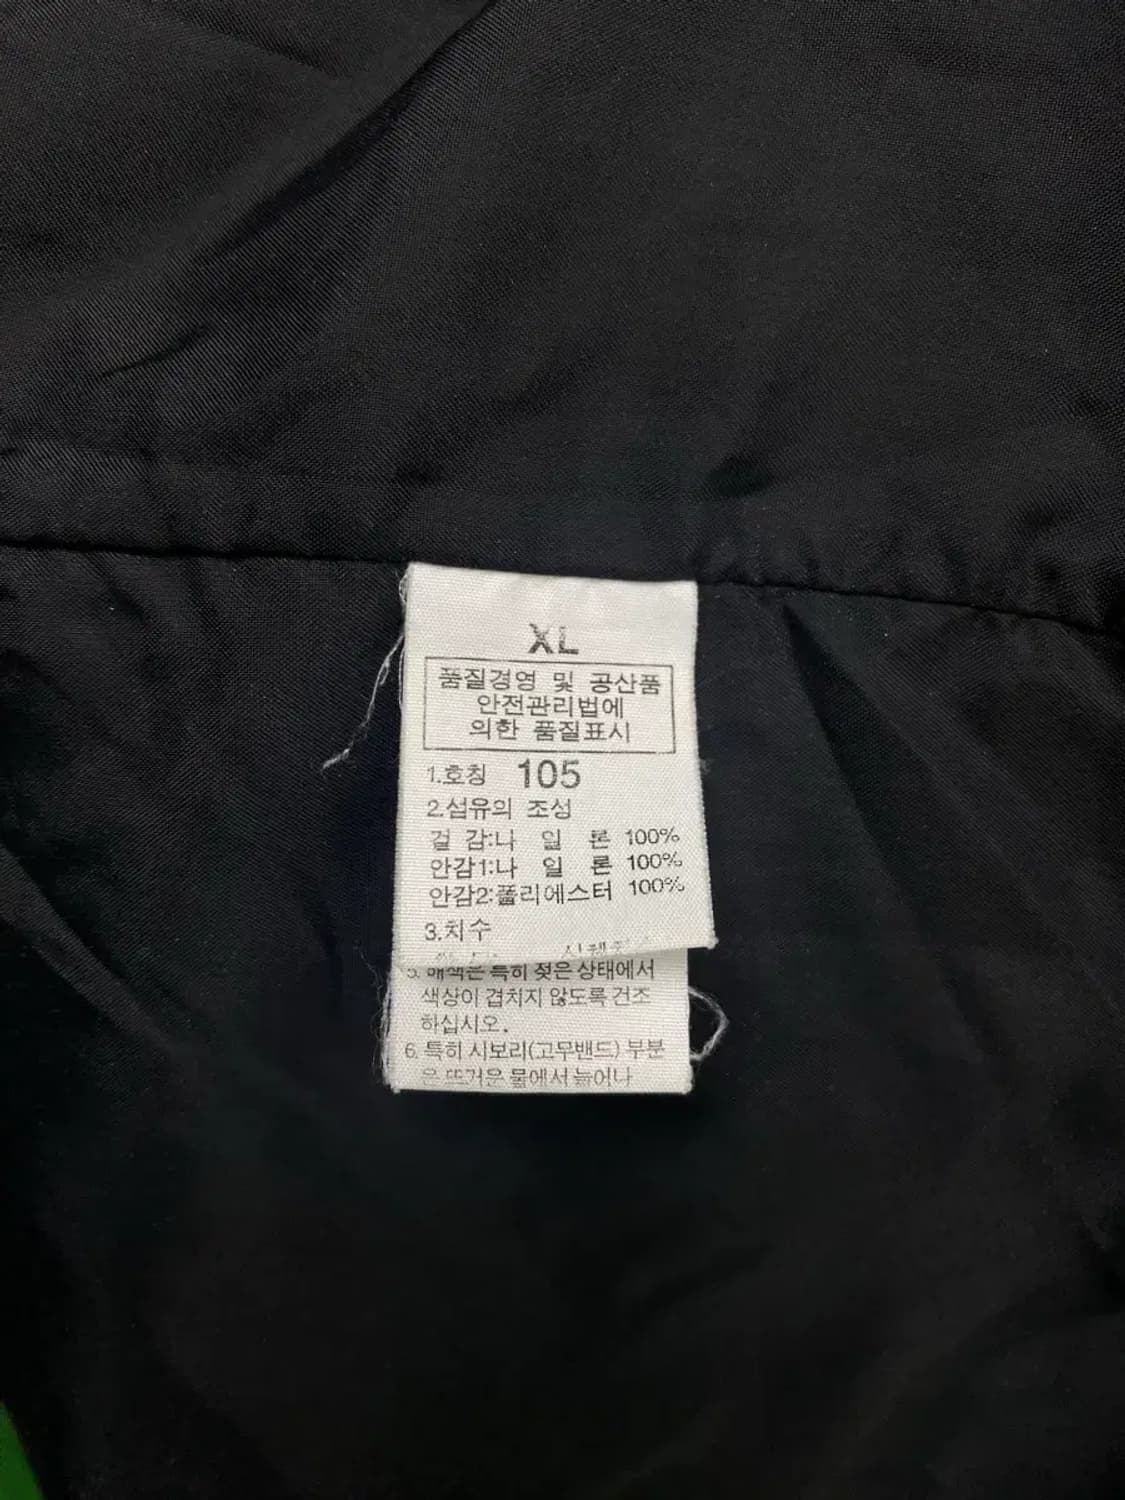 XL
품질경영 및 공산품
안전관리법에
의한 품질표시
1.호칭 105
2.섬유의 조성
겉 감:나 일 론 100%
안감1:나 일 론 100%
안감2:폴리에스터 100%
3.치수
5. 배색은 특히 젖은 상태에서
색상이 겹치지 않도록 건조
하십시오.
6. 특히 시보리(고무밴드) 부분
은 뜨거운 물에서 늘어나